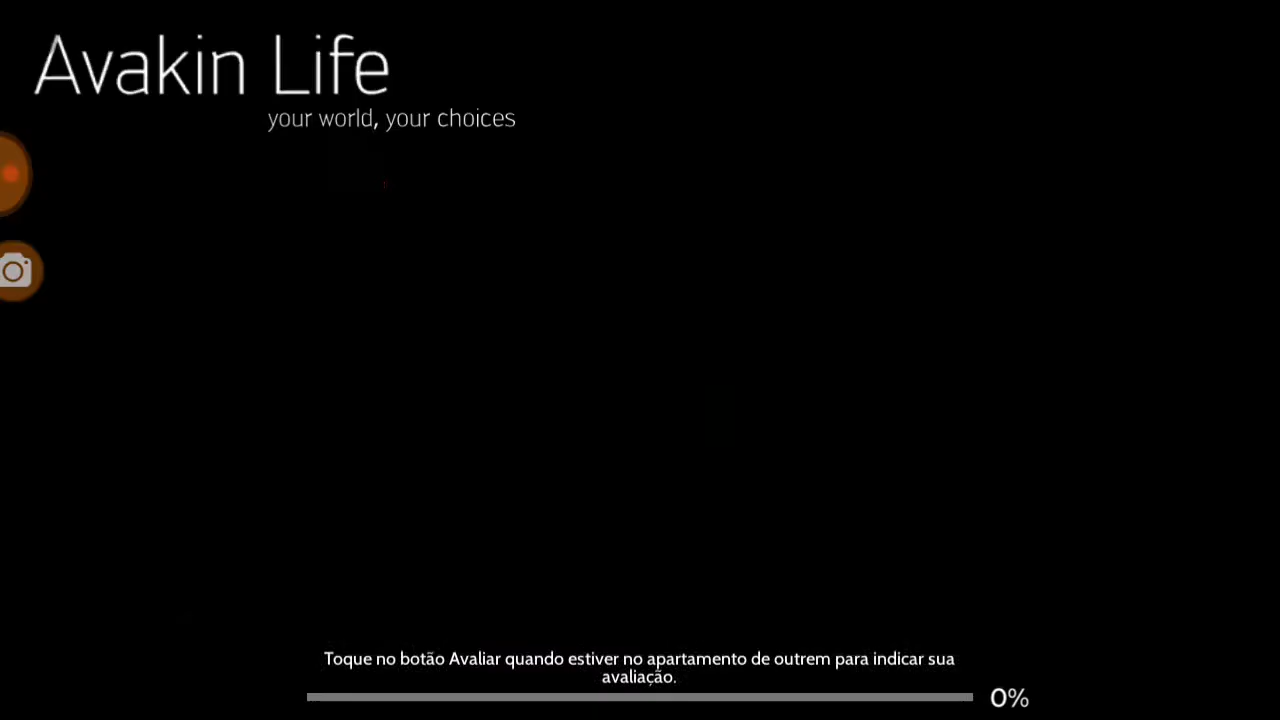 Avakin Life
your world, your choices
Toque no botão Avaliar quando estiver no apartamento de outrem para indicar sua
avaliação.
0%